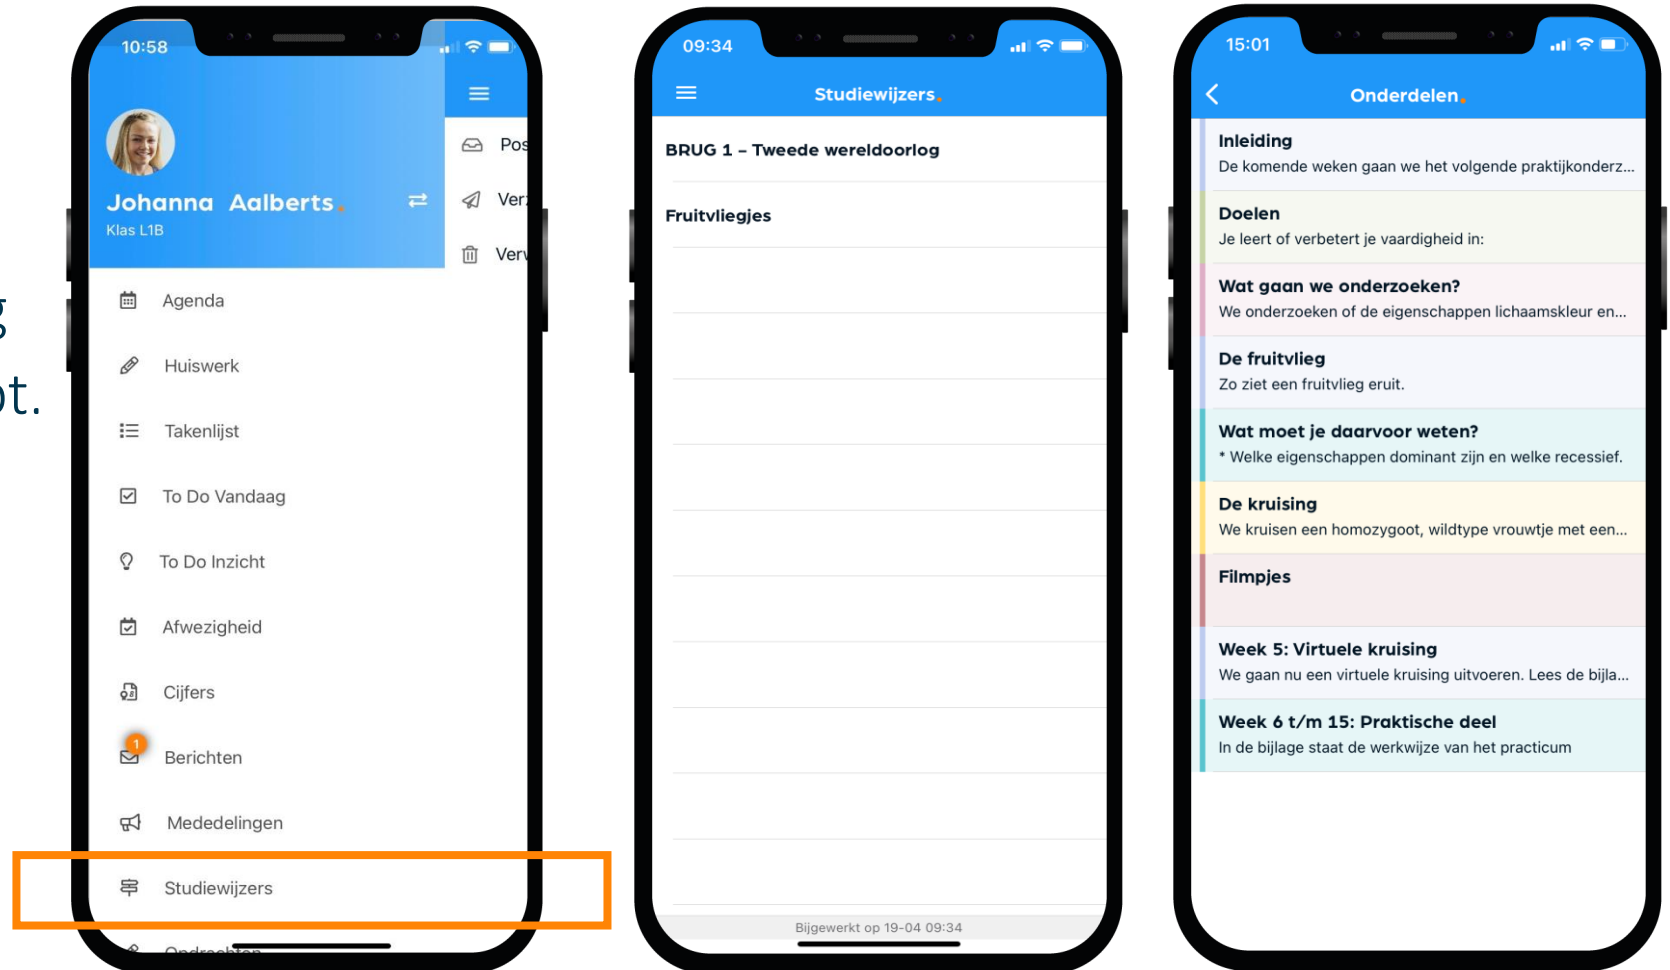 10:58
Johanna Aalberts.
Klas L1B
Agenda
Huiswerk
Takenlijst
To Do Vandaag
To Do Inzicht
Afwezigheid
Cijfers
1
Berichten
Mededelingen
Studiewijzers
Opdrachten
Pos
Ver
Verv
g
ot.
09:34
Studiewijzers.
BRUG 1 – Tweede wereldoorlog
Fruitvliegjes
Bijgewerkt op 19-04 09:34
15:01
Onderdelen.
Inleiding
De komende weken gaan we het volgende praktijkonderz...
Doelen
Je leert of verbetert je vaardigheid in:
Wat gaan we onderzoeken?
We onderzoeken of de eigenschappen lichaamskleur en...
De fruitvlieg
Zo ziet een fruitvlieg eruit.
Wat moet je daarvoor weten?
* Welke eigenschappen dominant zijn en welke recessief.
De kruising
We kruisen een homozygoot, wildtype vrouwtje met een...
Filmpjes
Week 5: Virtuele kruising
We gaan nu een virtuele kruising uitvoeren. Lees de bijla...
Week 6 t/m 15: Praktische deel
In de bijlage staat de werkwijze van het practicum